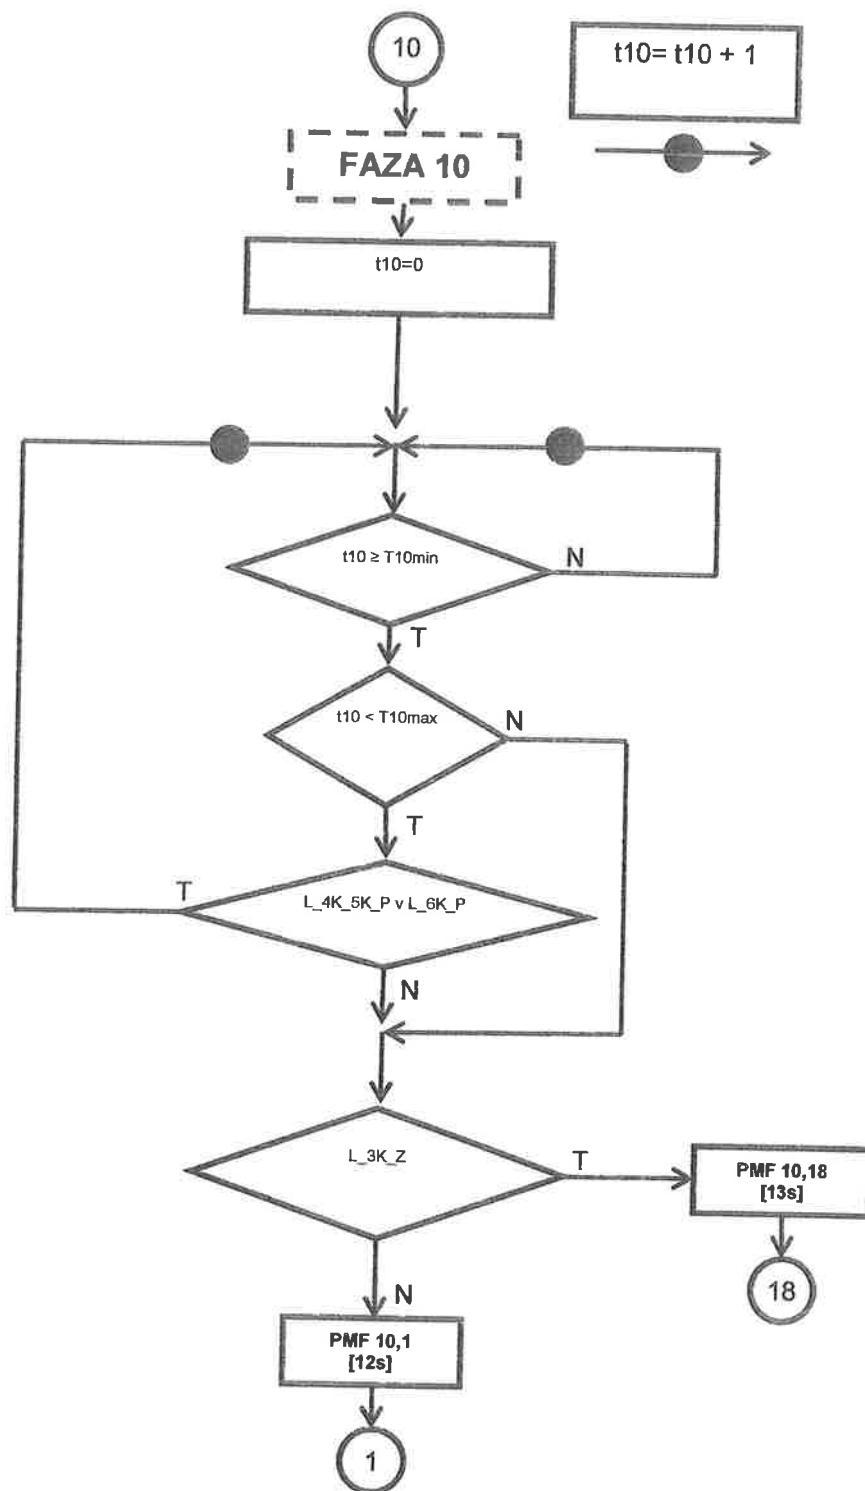 10
t10= t10 + 1
FAZA 10
t10=0
t10 ≥ T10min
N
T
t10 < T10max
N
T
T
L_4K_5K_P v L_6K_P
N
L_3K_Z
T
PMF 10,18
[13s]
18
N
PMF 10,1
[12s]
1